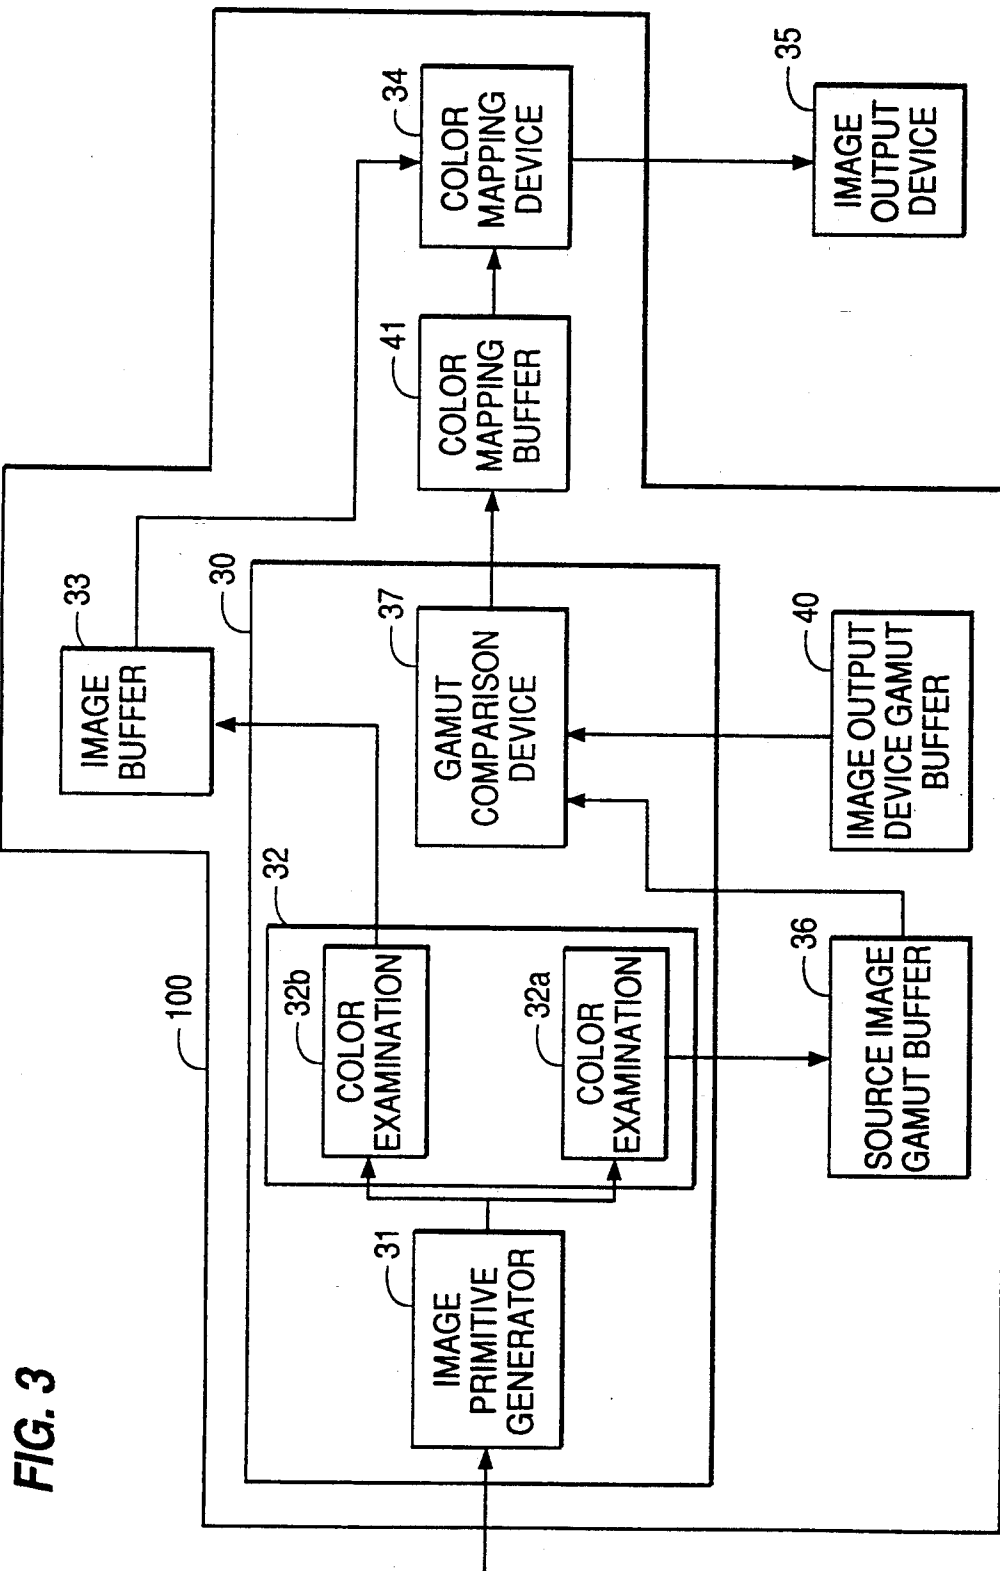 FIG. 3
100
33
IMAGE
BUFFER
30
32
32b
COLOR
EXAMINATION
32a
COLOR
EXAMINATION
31
IMAGE
PRIMITIVE
GENERATOR
37
GAMUT
COMPARISON
DEVICE
41
COLOR
MAPPING
BUFFER
34
COLOR
MAPPING
DEVICE
36
SOURCE IMAGE
GAMUT BUFFER
40
IMAGE OUTPUT
DEVICE GAMUT
BUFFER
35
IMAGE
OUTPUT
DEVICE